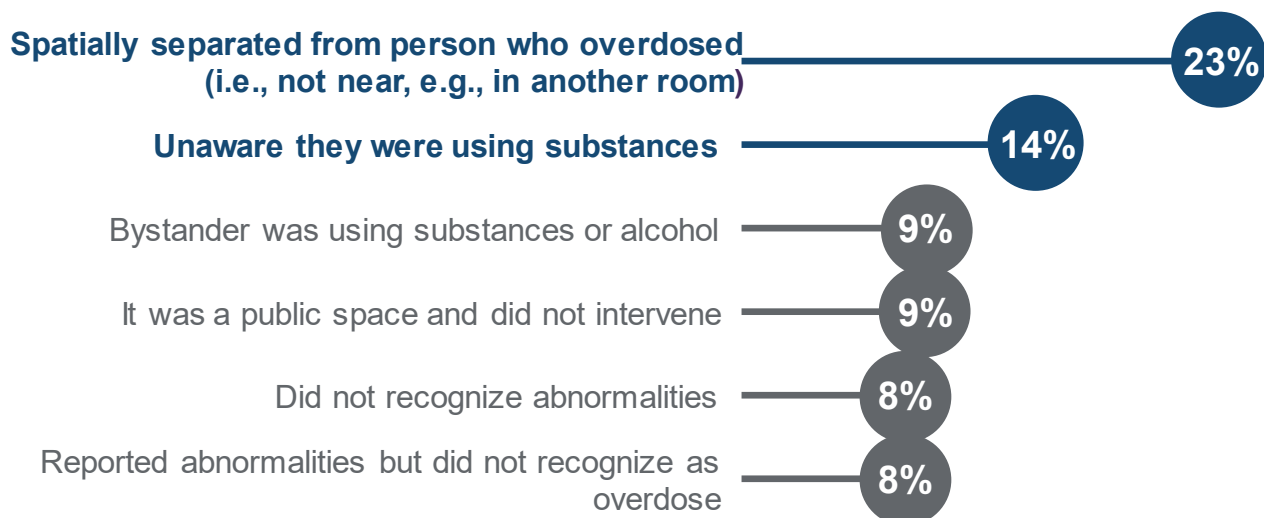 Spatially separated from person who overdosed
(i.e., not near, e.g., in another room)
23%
Unaware they were using substances
14%
Bystander was using substances or alcohol
9%
It was a public space and did not intervene
9%
Did not recognize abnormalities
8%
Reported abnormalities but did not recognize as
overdose
8%